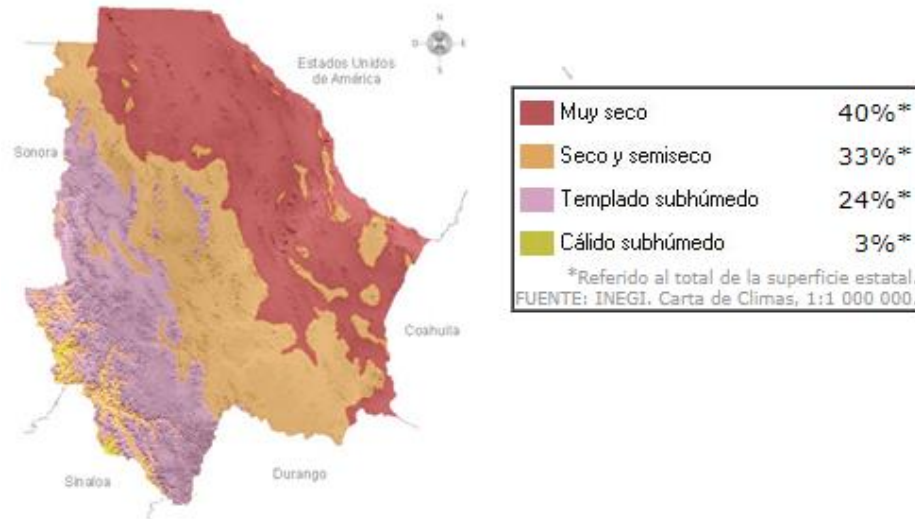 N
O
E
S
Estados Unidos
de América
Sonora
Coahuila
Sinaloa
Durango
Muy seco 40%*
Seco y semiseco 33%*
Templado subhúmedo 24%*
Cálido subhúmedo 3%*
*Referido al total de la superficie estatal.
FUENTE: INEGI. Carta de Climas, 1:1 000 000.